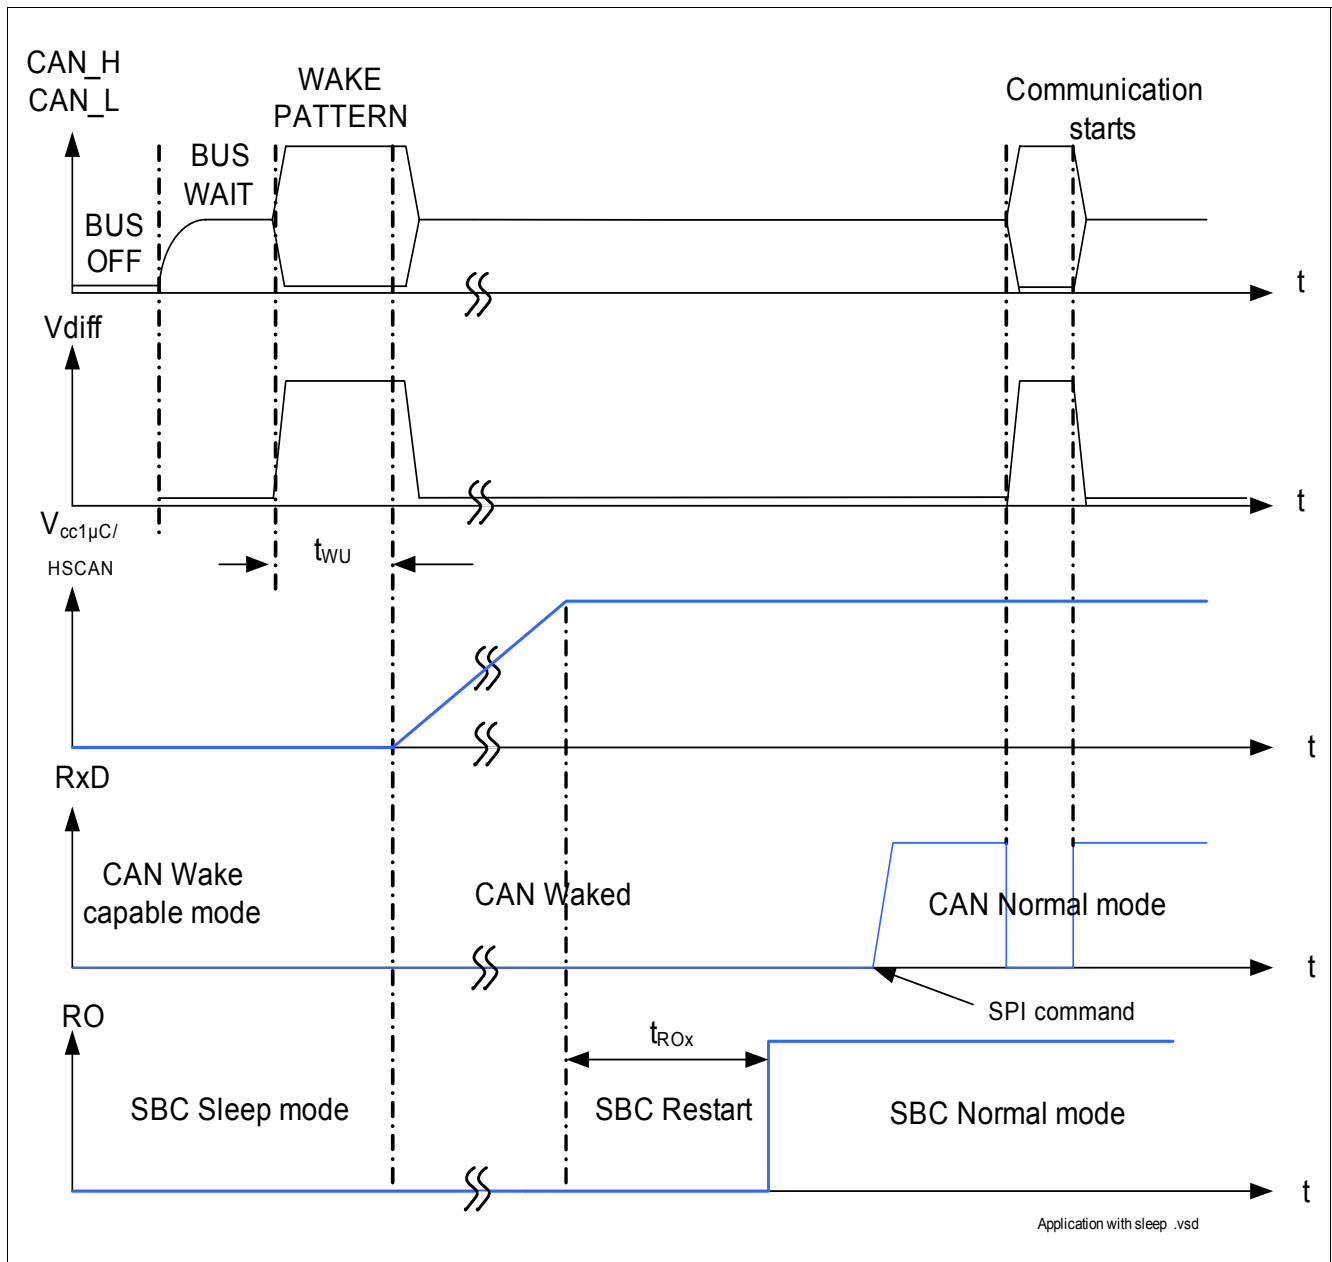 CAN_H
CAN_L
WAKE
PATTERN
Communication
starts
BUS
WAIT
BUS
OFF
t
Vdiff
t
Vcc1µC/
HSCAN
tWU
t
RxD
CAN Wake
capable mode
CAN Waked
CAN Normal mode
t
SPI command
RO
tROx
SBC Sleep mode
SBC Restart
SBC Normal mode
t
Application with sleep .vsd